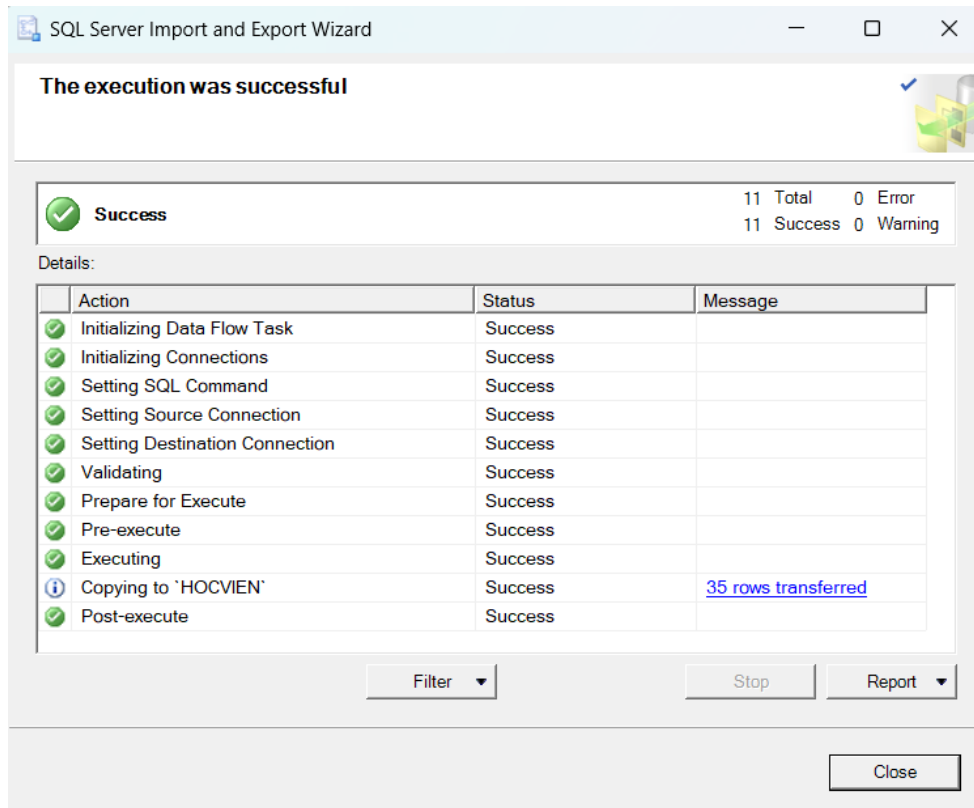 SQL Server Import and Export Wizard
The execution was successful
Success
11 Total 0 Error
11 Success 0 Warning
Details:
Action Status Message
Initializing Data Flow Task Success
Initializing Connections Success
Setting SQL Command Success
Setting Source Connection Success
Setting Destination Connection Success
Validating Success
Prepare for Execute Success
Pre-execute Success
Executing Success
Copying to `HOCVIEN` Success 35 rows transferred
Post-execute Success
Filter Stop Report
Close